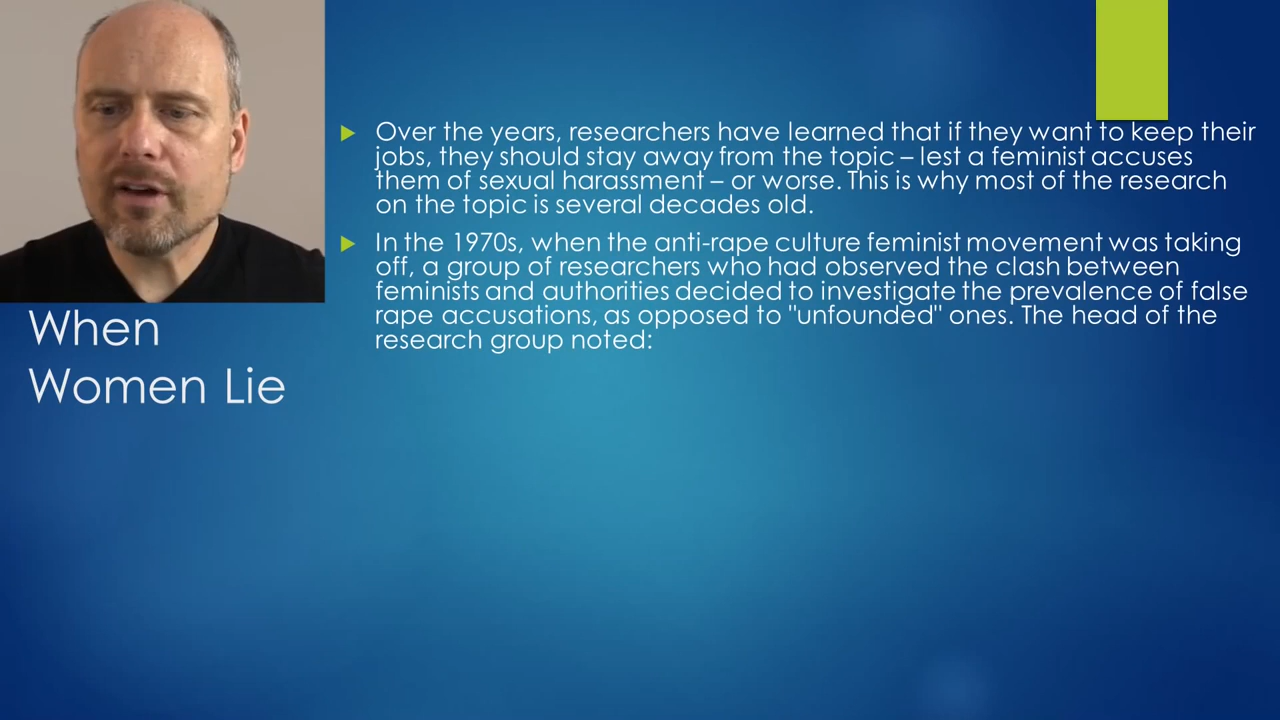 Over the years, researchers have learned that if they want to keep their
jobs, they should stay away from the topic – lest a feminist accuses
them of sexual harassment – or worse. This is why most of the research
on the topic is several decades old.
In the 1970s, when the anti-rape culture feminist movement was taking
off, a group of researchers who had observed the clash between
feminists and authorities decided to investigate the prevalence of false
rape accusations, as opposed to "unfounded" ones. The head of the
research group noted:
When
Women Lie